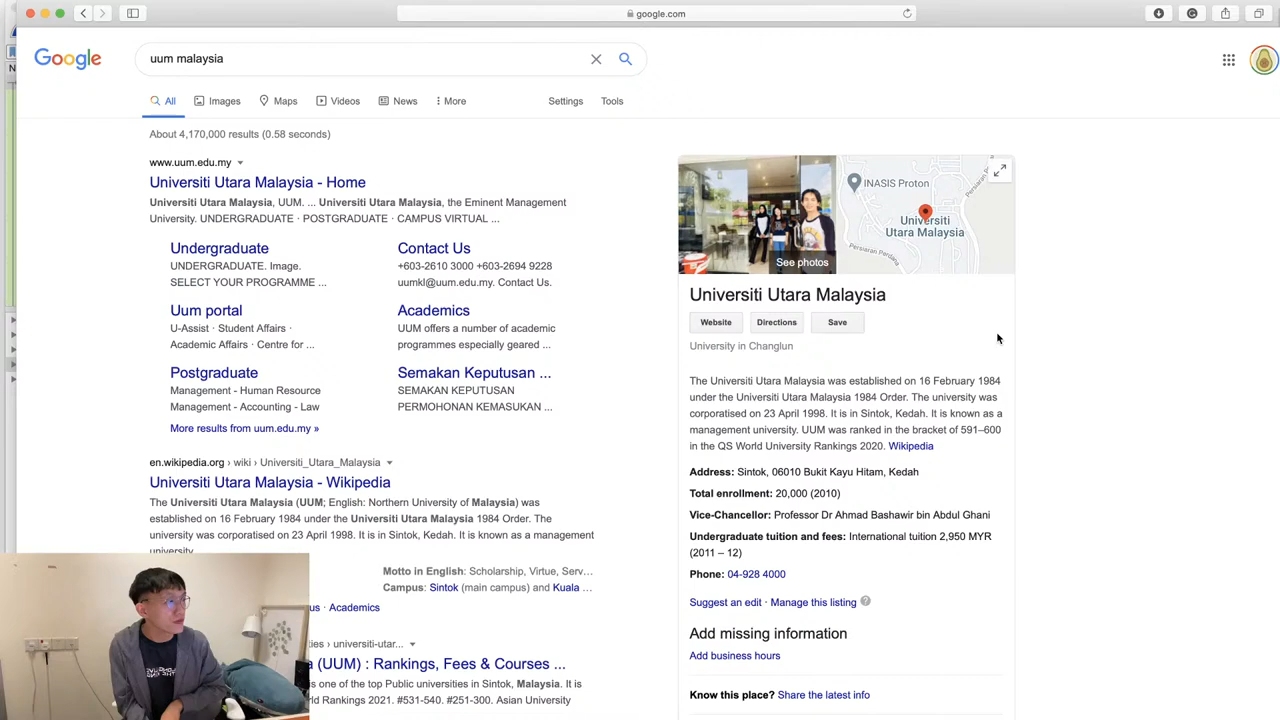 google.com
N
Google
uum malaysia
All
Images
Maps
Videos
News
More
Settings
Tools
About 4,170,000 results (0.58 seconds)
www.uum.edu.my
Universiti Utara Malaysia - Home
Universiti Utara Malaysia, UUM. ... Universiti Utara Malaysia, the Eminent Management
University. UNDERGRADUATE · POSTGRADUATE · CAMPUS VIRTUAL ...
Undergraduate
UNDERGRADUATE. Image.
SELECT YOUR PROGRAMME ...
Contact Us
+603-2610 3000 +603-2694 9228
uumkl@uum.edu.my. Contact Us.
Uum portal
U-Assist · Student Affairs ·
Academic Affairs · Centre for ...
Academics
UUM offers a number of academic
programmes especially geared ...
Postgraduate
Management - Human Resource
Management - Accounting - Law
Semakan Keputusan ...
SEMAKAN KEPUTUSAN
PERMOHONAN KEMASUKAN ...
More results from uum.edu.my »
en.wikipedia.org › wiki › Universiti_Utara_Malaysia
Universiti Utara Malaysia - Wikipedia
The Universiti Utara Malaysia (UUM; English: Northern University of Malaysia) was
established on 16 February 1984 under the Universiti Utara Malaysia 1984 Order. The
university was corporatised on 23 April 1998. It is in Sintok, Kedah. It is known as a management
university.
Motto in English: Scholarship, Virtue, Serv…
Campus: Sintok (main campus) and Kuala ...
us · Academics
ties › universiti-utar...
a (UUM) : Rankings, Fees & Courses ...
is one of the top Public universities in Sintok, Malaysia. It is
rld Rankings 2021. #531-540. #251-300. Asian University
See photos
INASIS Proton
Universiti
Utara Malaysia
Persiaran Perdana
Persiaran
Universiti Utara Malaysia
Website
Directions
Save
University in Changlun
The Universiti Utara Malaysia was established on 16 February 1984
under the Universiti Utara Malaysia 1984 Order. The university was
corporatised on 23 April 1998. It is in Sintok, Kedah. It is known as a
management university. UUM was ranked in the bracket of 591–600
in the QS World University Rankings 2020. Wikipedia
Address: Sintok, 06010 Bukit Kayu Hitam, Kedah
Total enrollment: 20,000 (2010)
Vice-Chancellor: Professor Dr Ahmad Bashawir bin Abdul Ghani
Undergraduate tuition and fees: International tuition 2,950 MYR
(2011 – 12)
Phone: 04-928 4000
Suggest an edit · Manage this listing
Add missing information
Add business hours
Know this place? Share the latest info